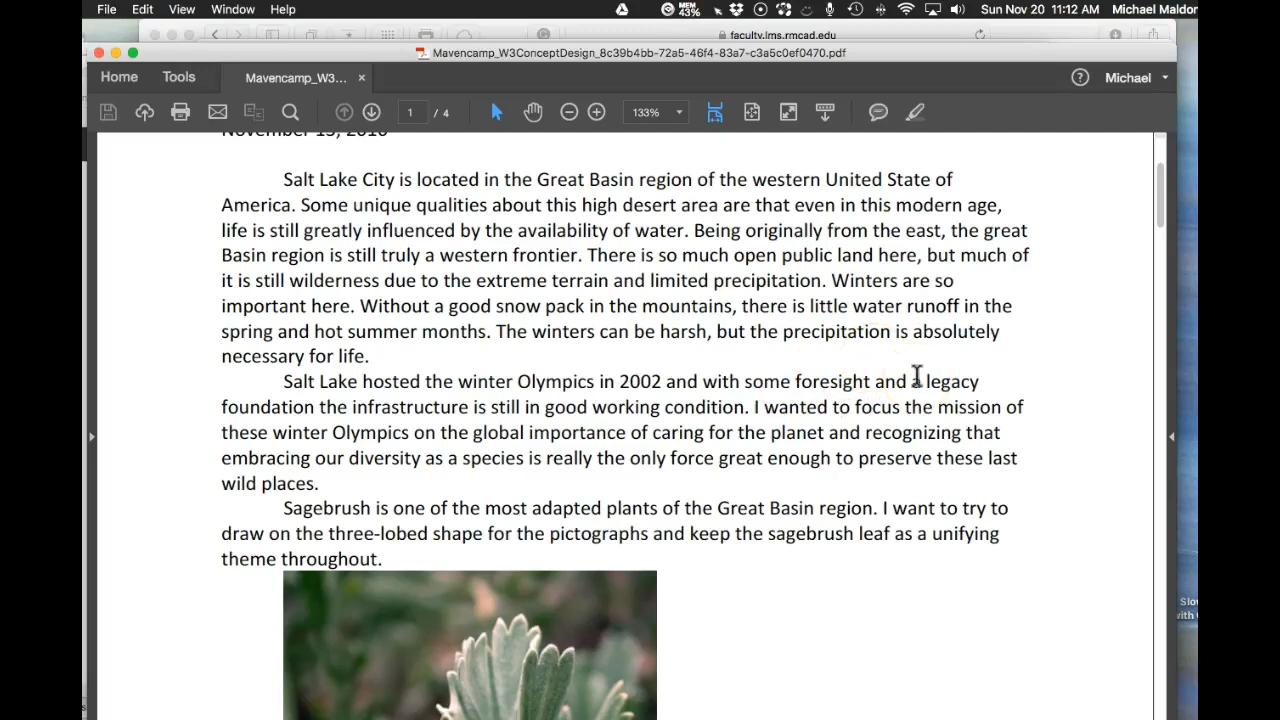 File Edit View Window Help MEM 43% Sun Nov 20 11:12 AM Michael Maldor
faculty.lms.rmcad.edu
Mavencamp_W3ConceptDesign_8c39b4bb-72a5-46f4-83a7-c3a5c0ef0470.pdf
Home Tools Mavencamp_W3... × ? Michael
1 / 4 133%
November 13, 2016
Salt Lake City is located in the Great Basin region of the western United State of
America. Some unique qualities about this high desert area are that even in this modern age,
life is still greatly influenced by the availability of water. Being originally from the east, the great
Basin region is still truly a western frontier. There is so much open public land here, but much of
it is still wilderness due to the extreme terrain and limited precipitation. Winters are so
important here. Without a good snow pack in the mountains, there is little water runoff in the
spring and hot summer months. The winters can be harsh, but the precipitation is absolutely
necessary for life.
Salt Lake hosted the winter Olympics in 2002 and with some foresight and a legacy
foundation the infrastructure is still in good working condition. I wanted to focus the mission of
these winter Olympics on the global importance of caring for the planet and recognizing that
embracing our diversity as a species is really the only force great enough to preserve these last
wild places.
Sagebrush is one of the most adapted plants of the Great Basin region. I want to try to
draw on the three-lobed shape for the pictographs and keep the sagebrush leaf as a unifying
theme throughout.
Slo
with